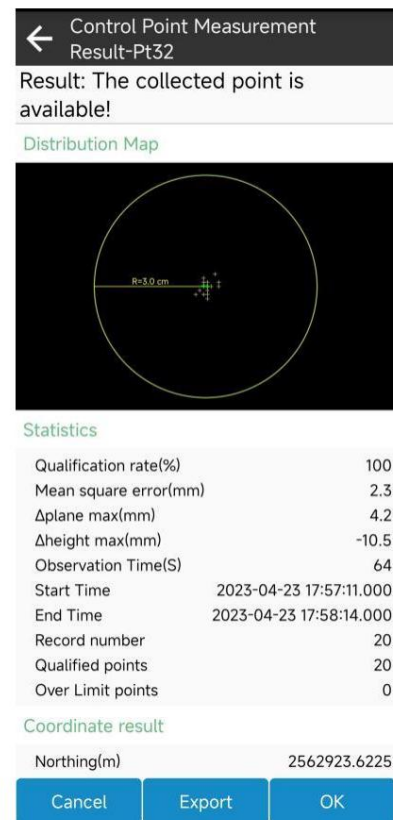 Control Point Measurement
Result-Pt32
Result: The collected point is
available!
Distribution Map
R=3.0 cm
Statistics
Qualification rate(%) 100
Mean square error(mm) 2.3
Δplane max(mm) 4.2
Δheight max(mm) -10.5
Observation Time(S) 64
Start Time 2023-04-23 17:57:11.000
End Time 2023-04-23 17:58:14.000
Record number 20
Qualified points 20
Over Limit points 0
Coordinate result
Northing(m) 2562923.6225
Cancel Export OK